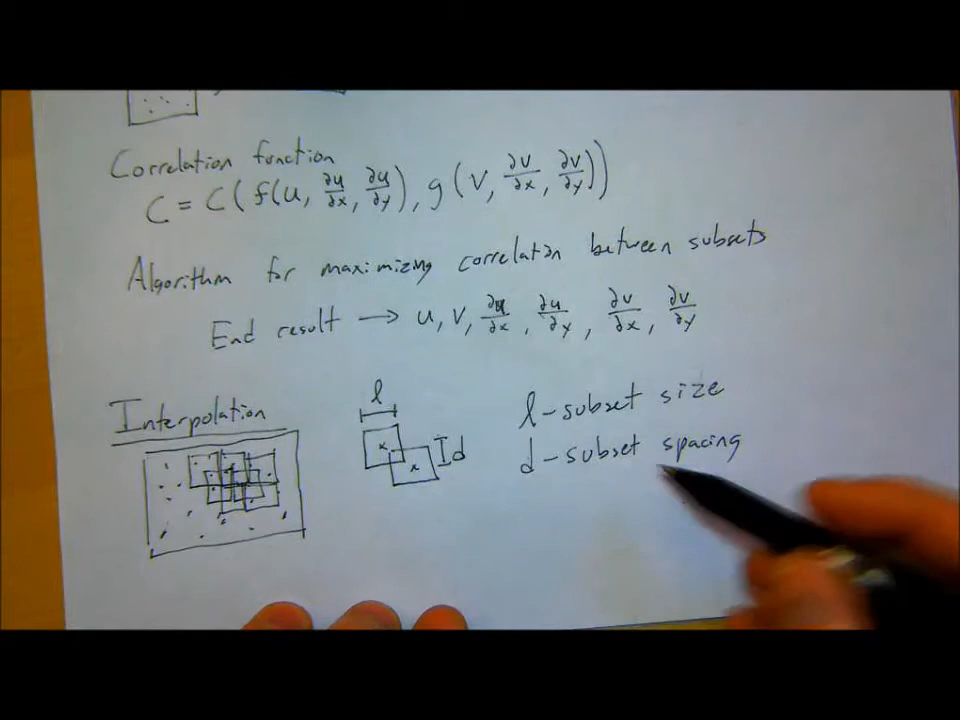 Correlation function
C = C(f(u, ∂u/∂x, ∂u/∂y), g(v, ∂v/∂x, ∂v/∂y))
Algorithm for maximizing correlation between subsets
End result → u, v, ∂u/∂x, ∂u/∂y, ∂v/∂x, ∂v/∂y
Interpolation
l
d
l - subset size
d - subset spacing